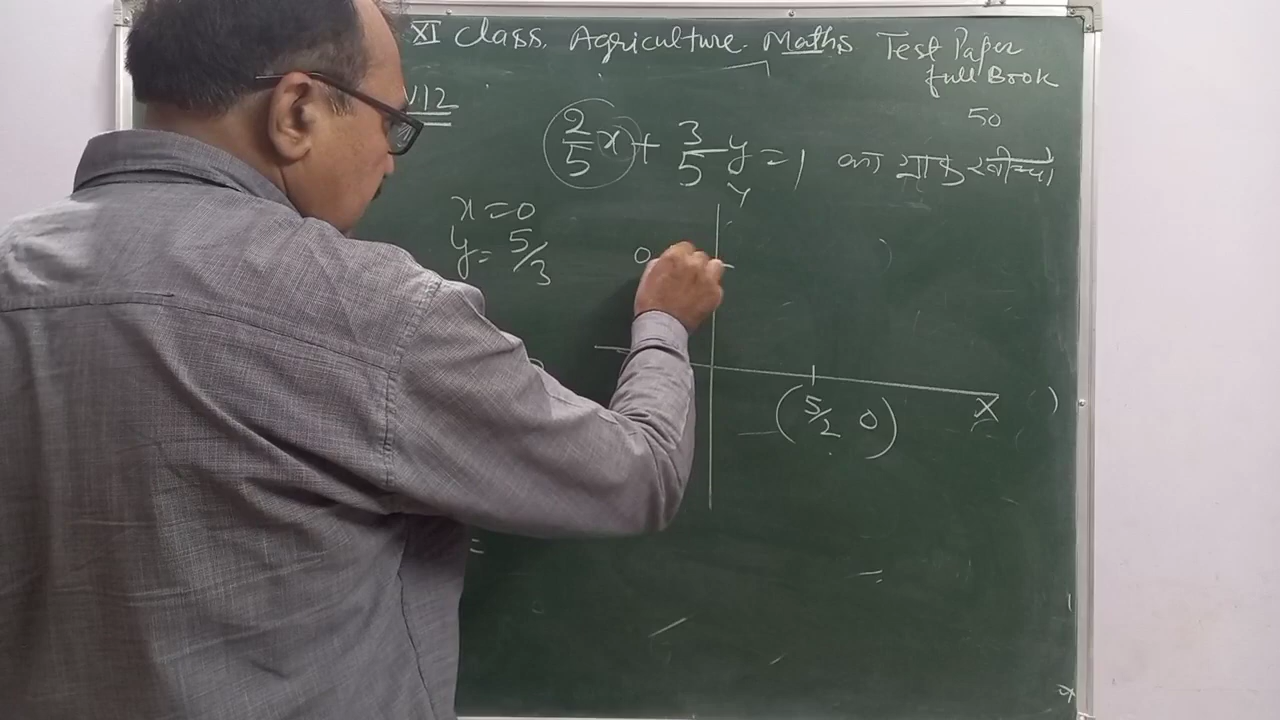 XI Class. Agriculture. Maths Test Paper
full Book
50
12
2/5 x + 3/5 y = 1 का ग्राफ खींचिये।
x = 0
y = 5/3
y
0
(5/2 0)
X
=